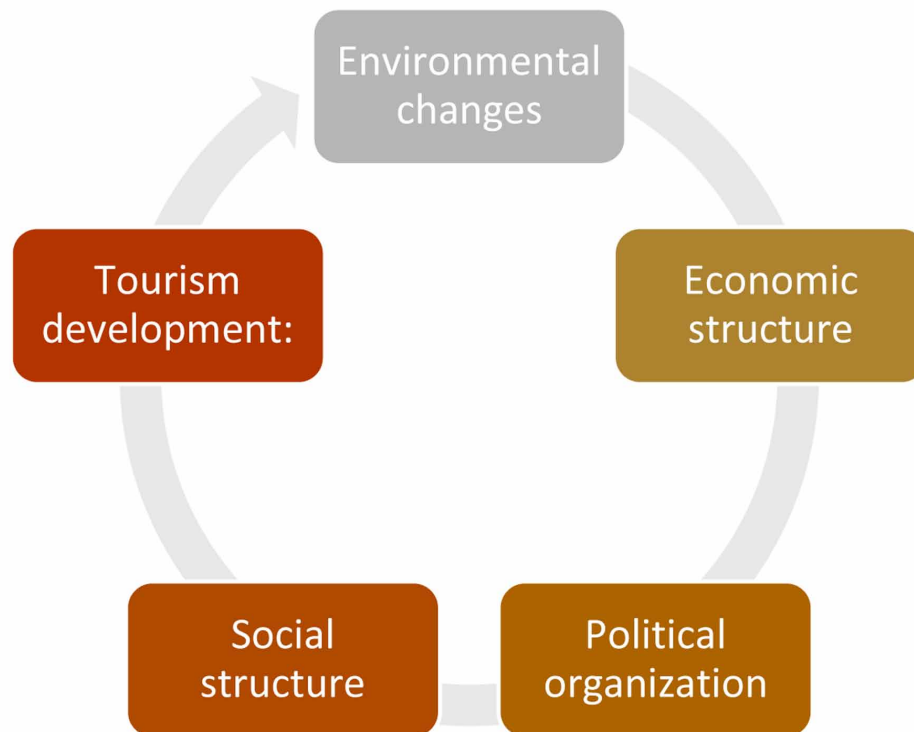 Environmental
changes
Economic
structure
Political
organization
Social
structure
Tourism
development: